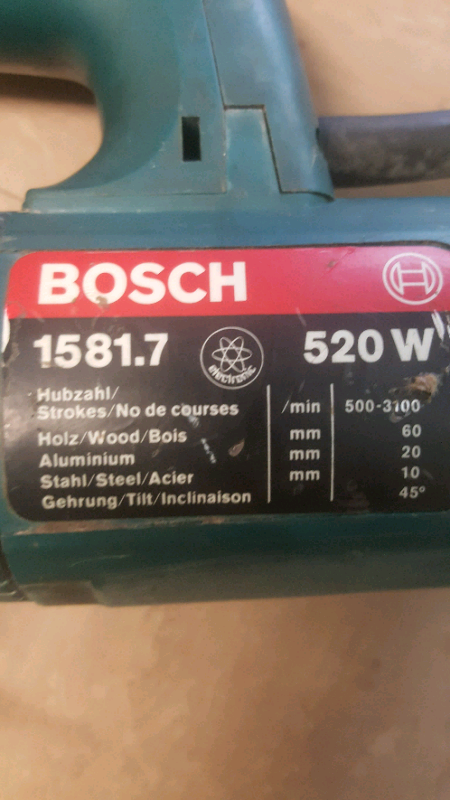 BOSCH
1581.7 electronic 520 W
Hubzahl/
Strokes/No de courses /min 500-3100
Holz/Wood/Bois mm 60
Aluminium mm 20
Stahl/Steel/Acier mm 10
Gehrung/Tilt/Inclinaison 45°